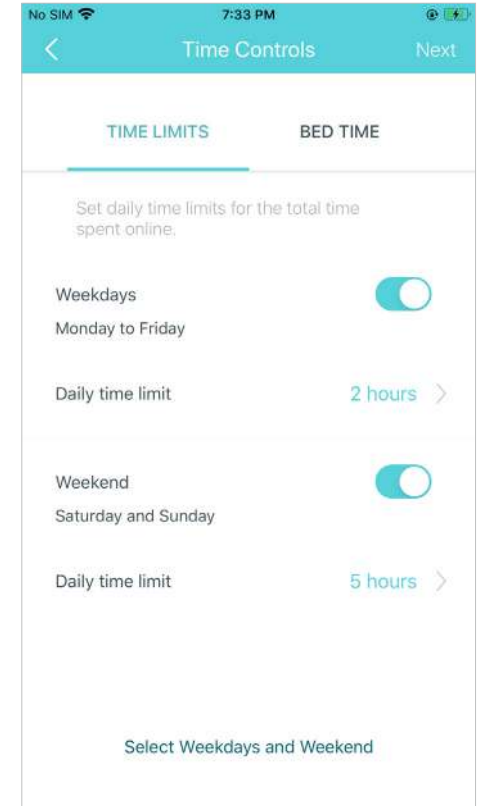 No SIM 7:33 PM
Time Controls Next
TIME LIMITS BED TIME
Set daily time limits for the total time
spent online.
Weekdays
Monday to Friday
Daily time limit 2 hours
Weekend
Saturday and Sunday
Daily time limit 5 hours
Select Weekdays and Weekend